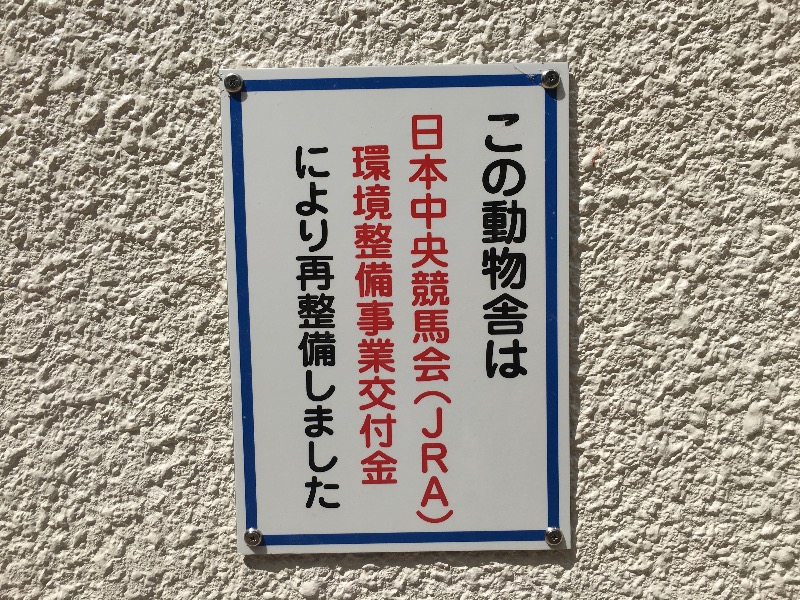 この動物舎は
日本中央競馬会(JRA)
環境整備事業交付金
により再整備しました